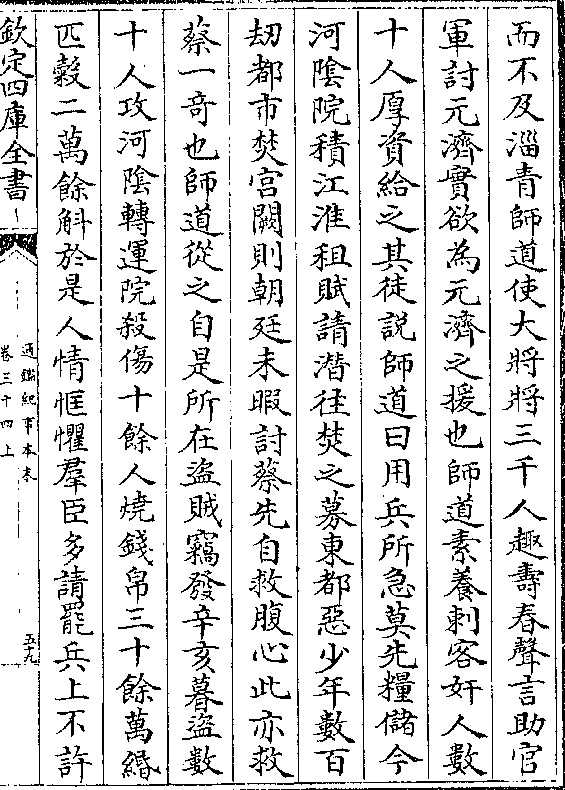 而不及淄青師道使大將將三千人趣壽春聲言助官
軍討元濟實欲為元濟之援也師道素養刺客奸人數
十人厚資給之其徒説師道曰用兵所急莫先糧儲今
河陰院積江淮租賦請潛往焚之募東都惡少年數百
刼都市焚宮闕則朝廷未暇討蔡先自救腹心此亦救
蔡一竒也師道從之自是所在盜賊竊發辛亥暮盜數
十人攻河陰轉運院殺傷十餘人燒錢帛三十餘萬緡
匹穀二萬餘斛於是人情恇懼羣臣多請罷兵上不許
欽定四庫全書
通鑑紀事本末
卷三十四上
五十九